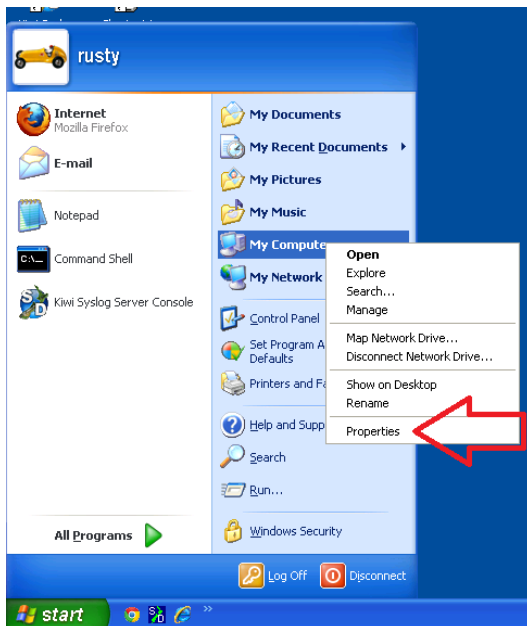 rusty
Internet
Mozilla Firefox
E-mail
Notepad
C:\
Command Shell
Kiwi Syslog Server Console
All Programs
My Documents
My Recent Documents
My Pictures
My Music
My Compute
My Network
Control Panel
Set Program A
Defaults
Printers and Fa
Help and Supp
Search
Run...
Windows Security
Open
Explore
Search...
Manage
Map Network Drive...
Disconnect Network Drive...
Show on Desktop
Rename
Properties
Log Off
Disconnect
start